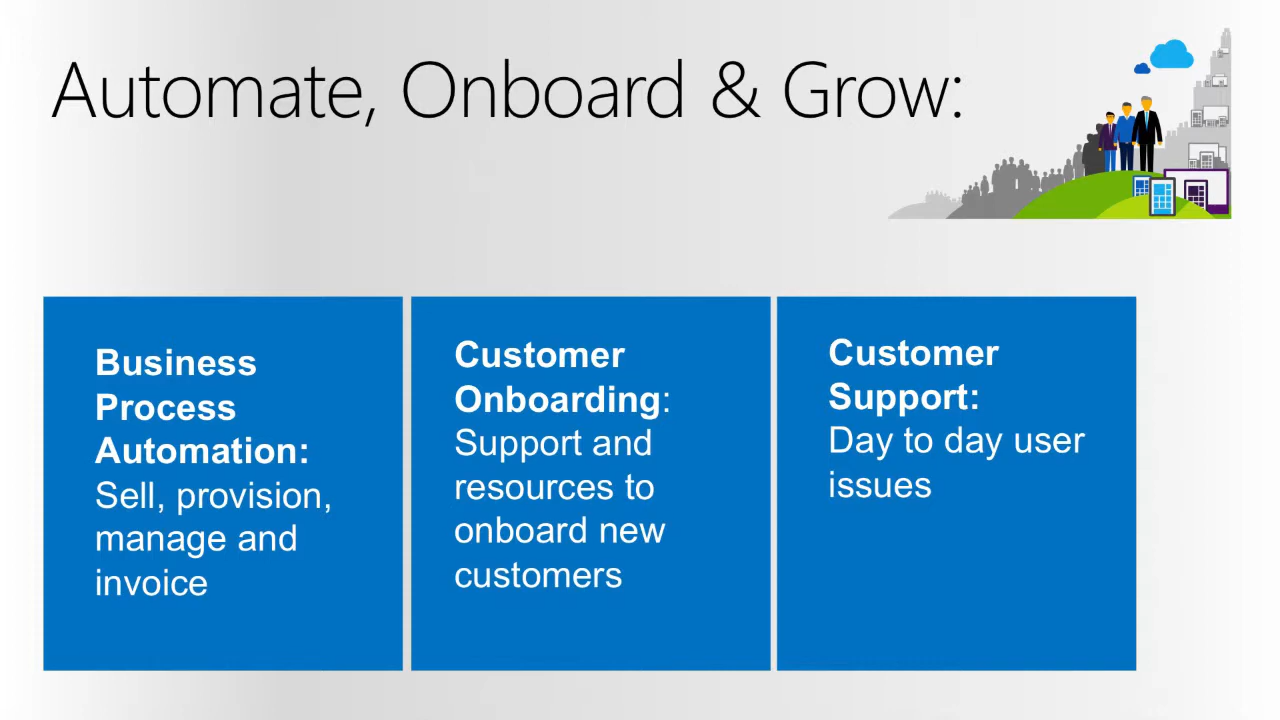 Automate, Onboard & Grow:
Business
Process
Automation:
Sell, provision,
manage and
invoice
Customer
Onboarding:
Support and
resources to
onboard new
customers
Customer
Support:
Day to day user
issues